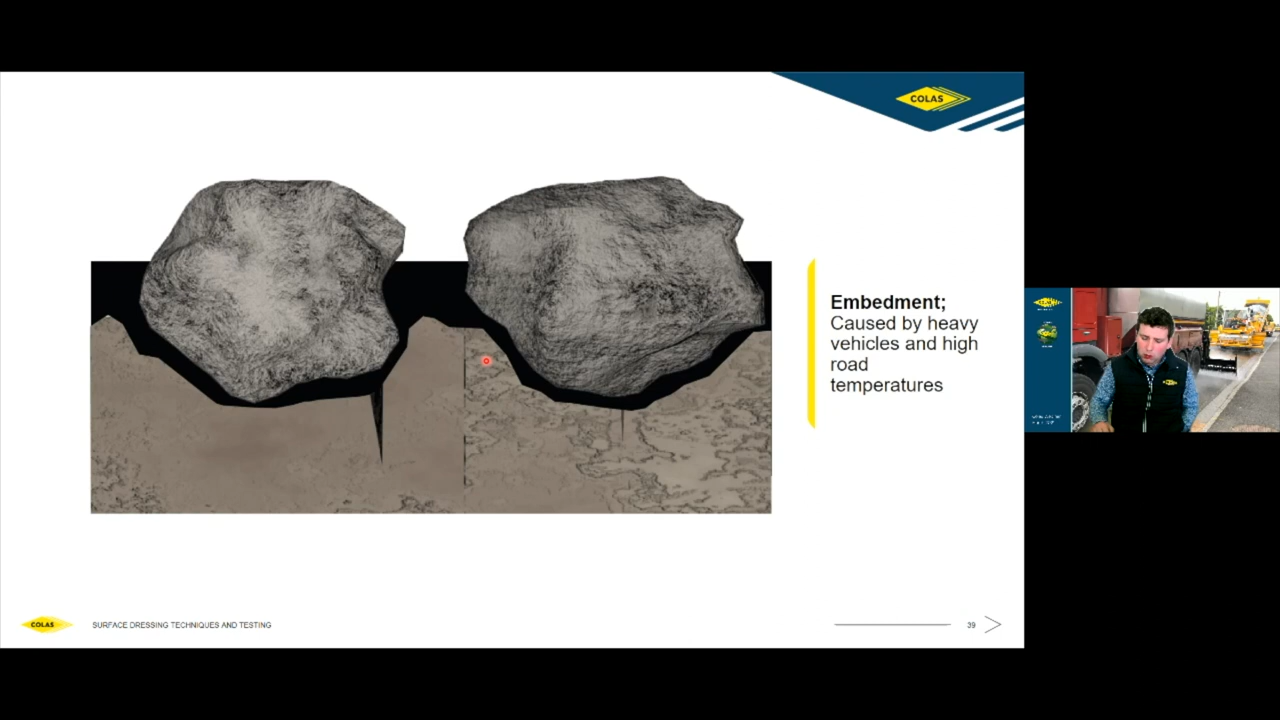 COLAS
Embedment;
Caused by heavy
vehicles and high
road
temperatures
COLAS
SURFACE DRESSING TECHNIQUES AND TESTING
39